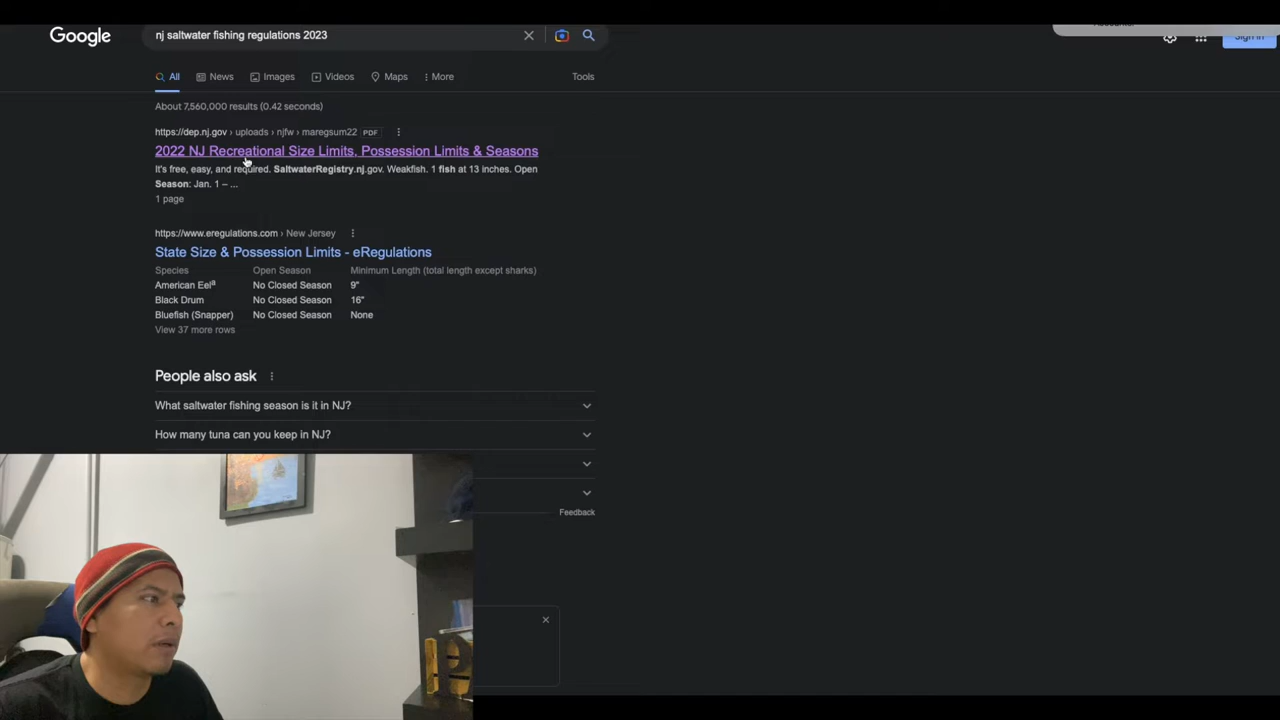 Google
nj saltwater fishing regulations 2023
Sign in
All
News
Images
Videos
Maps
More
Tools
About 7,560,000 results (0.42 seconds)
https://dep.nj.gov › uploads › njfw › maregsum22 PDF
2022 NJ Recreational Size Limits, Possession Limits & Seasons
It's free, easy, and required. SaltwaterRegistry.nj.gov. Weakfish. 1 fish at 13 inches. Open
Season: Jan. 1 – ...
1 page
https://www.eregulations.com › New Jersey
State Size & Possession Limits - eRegulations
Species Open Season Minimum Length (total length except sharks)
American Eelª No Closed Season 9"
Black Drum No Closed Season 16"
Bluefish (Snapper) No Closed Season None
View 37 more rows
People also ask
What saltwater fishing season is it in NJ?
How many tuna can you keep in NJ?
Feedback